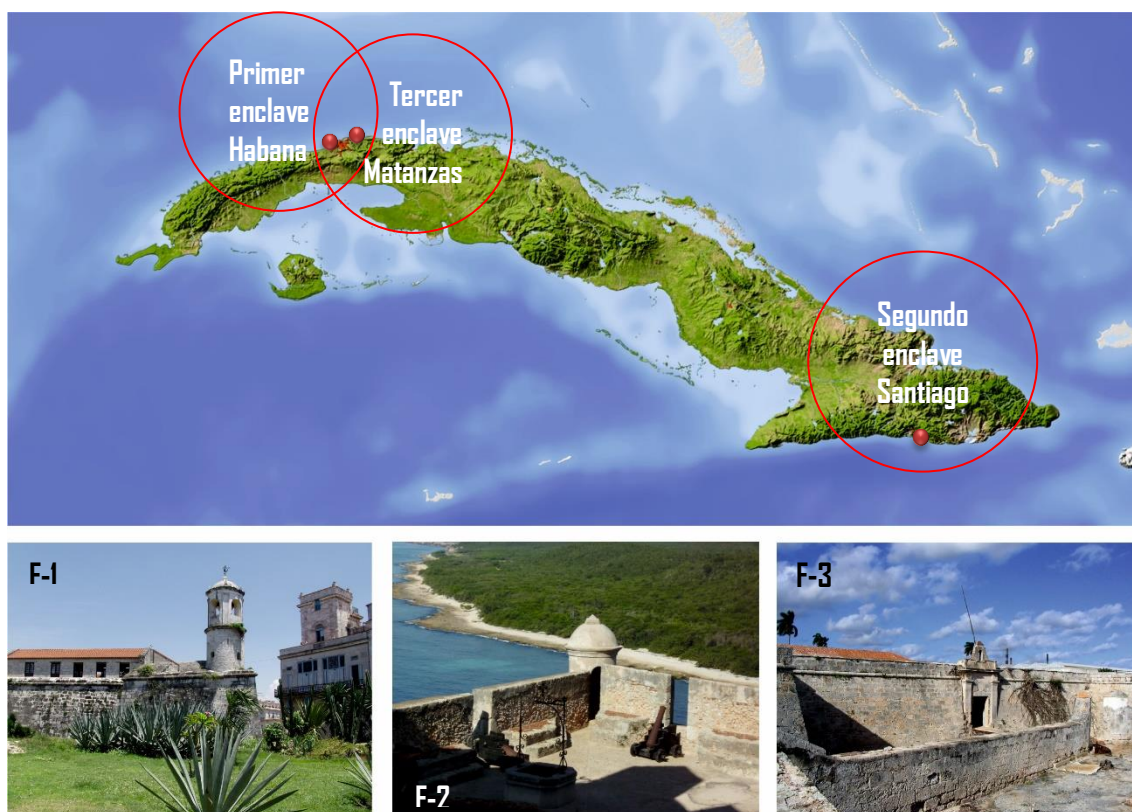 Primer
enclave
Habana
Tercer
enclave
Matanzas
Segundo
enclave
Santiago
F-1
F-2
F-3